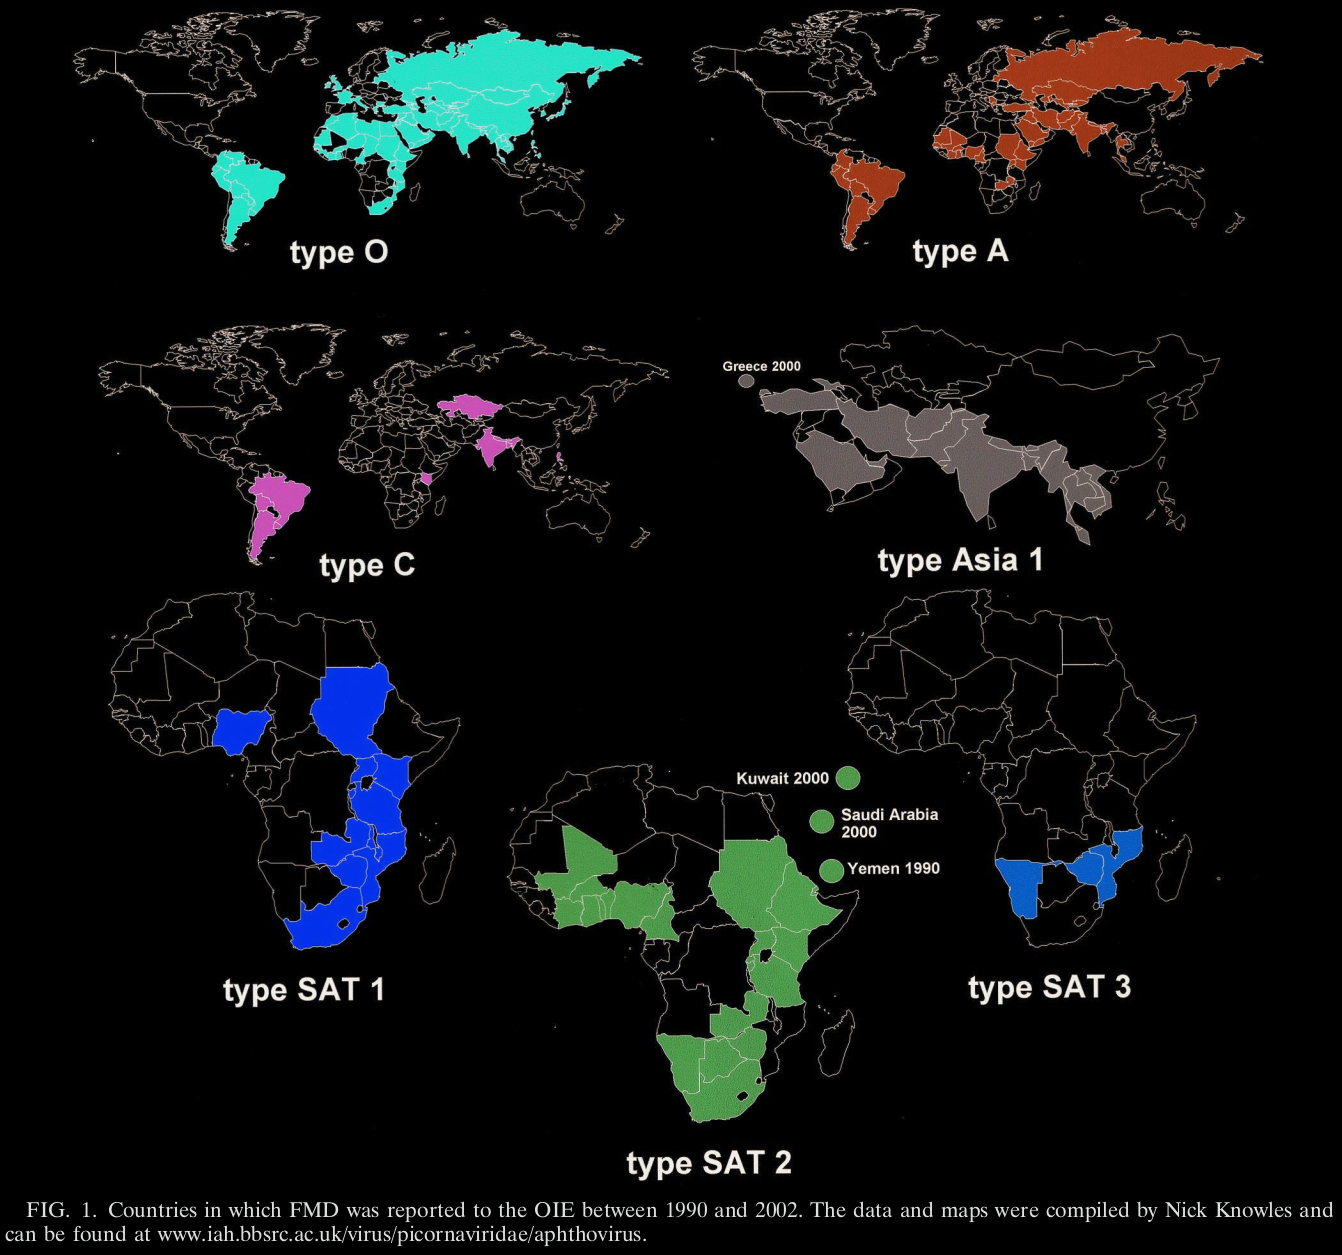 type O
type A
Greece 2000
type C
type Asia 1
Kuwait 2000
Saudi Arabia
2000
Yemen 1990
type SAT 1
type SAT 3
type SAT 2
FIG. 1. Countries in which FMD was reported to the OIE between 1990 and 2002. The data and maps were compiled by Nick Knowles and
can be found at www.iah.bbsrc.ac.uk/virus/picornaviridae/aphthovirus.